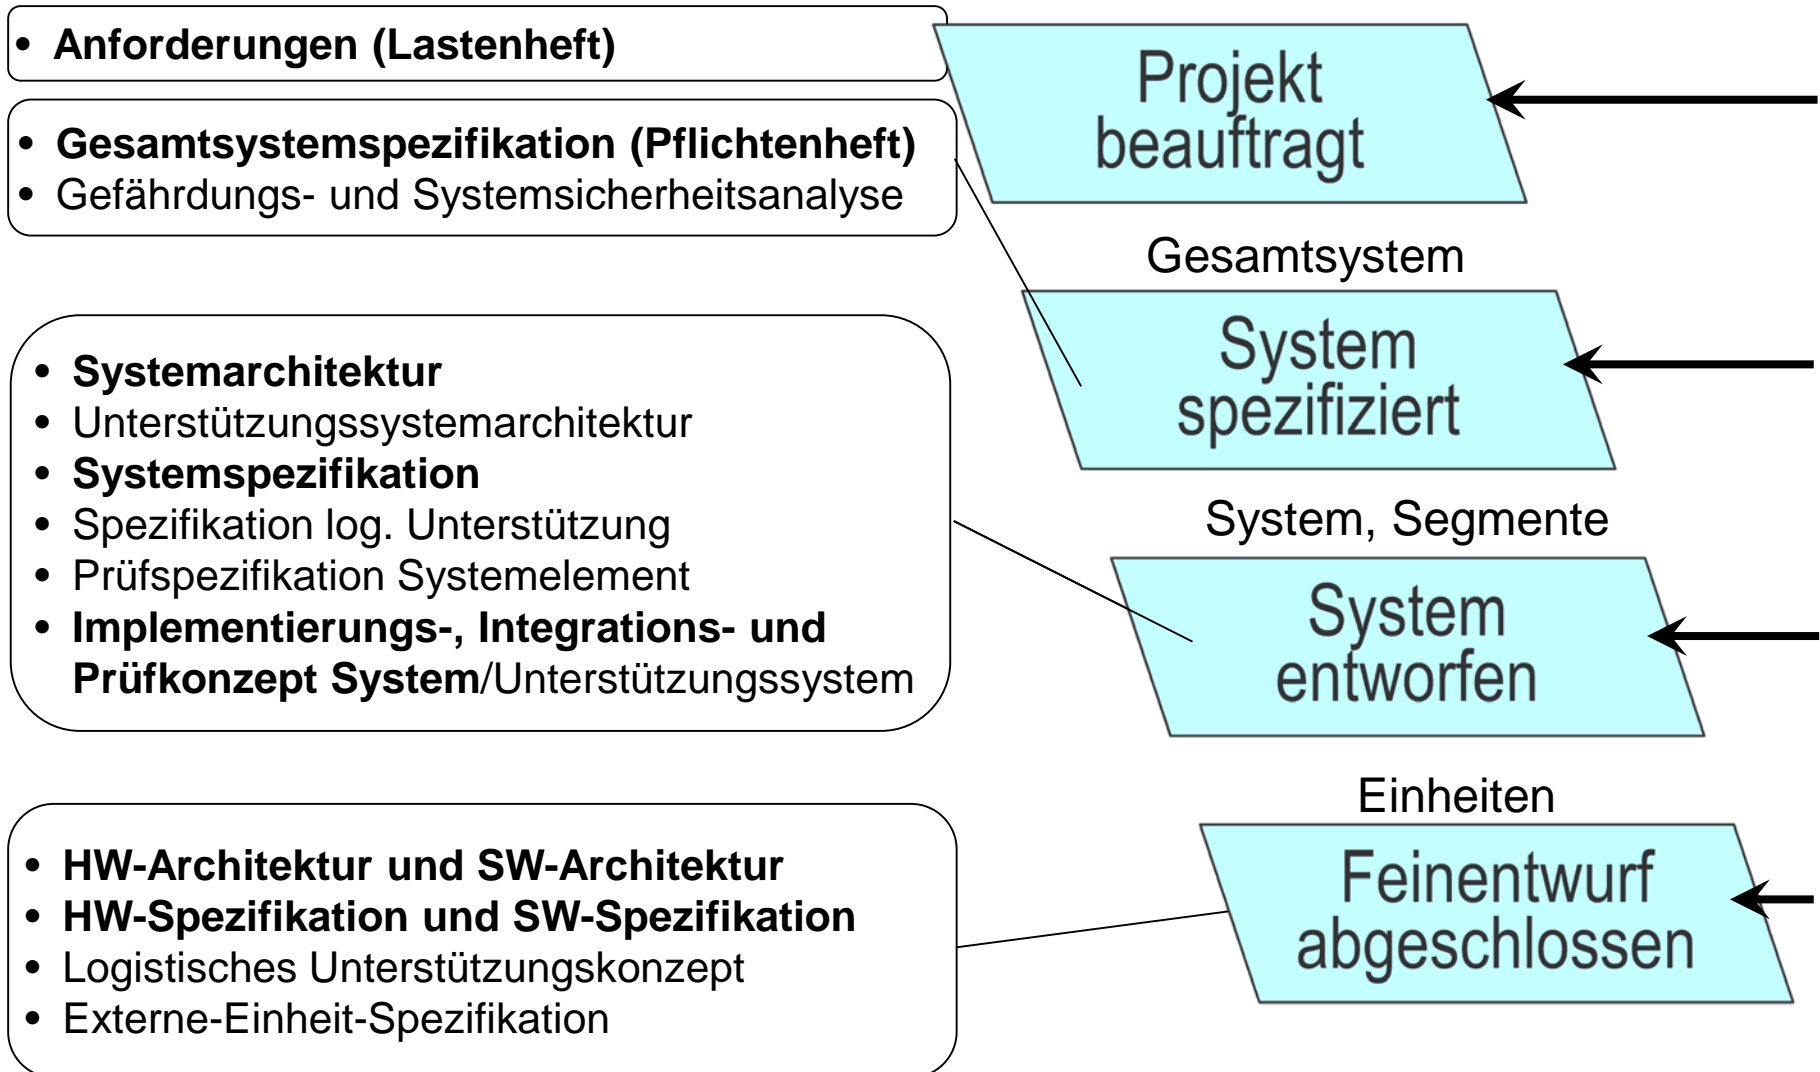 • Anforderungen (Lastenheft)
Projekt
beauftragt
• Gesamtsystemspezifikation (Pflichtenheft)
• Gefährdungs- und Systemsicherheitsanalyse
Gesamtsystem
System
spezifiziert
• Systemarchitektur
• Unterstützungssystemarchitektur
• Systemspezifikation
• Spezifikation log. Unterstützung
• Prüfspezifikation Systemelement
• Implementierungs-, Integrations- und
Prüfkonzept System/Unterstützungssystem
System, Segmente
System
entworfen
Einheiten
• HW-Architektur und SW-Architektur
• HW-Spezifikation und SW-Spezifikation
• Logistisches Unterstützungskonzept
• Externe-Einheit-Spezifikation
Feinentwurf
abgeschlossen